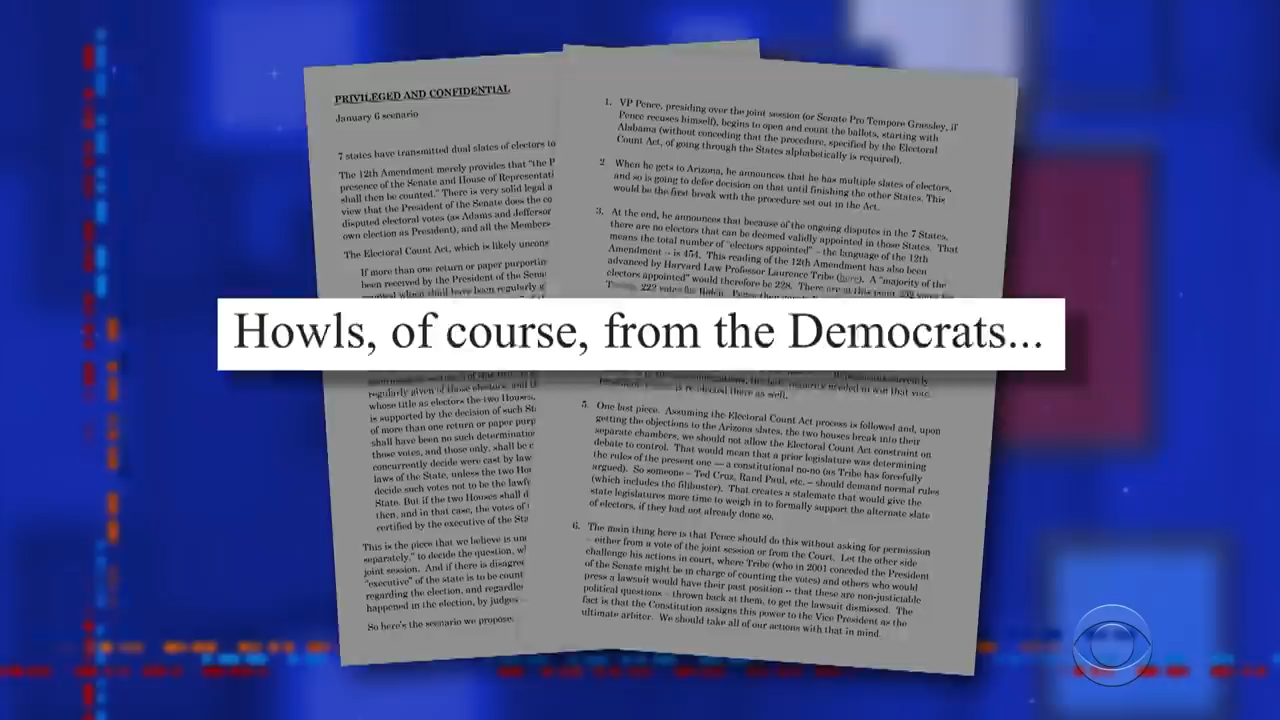 PRIVILEGED AND CONFIDENTIAL
January 6 scenario
7 states have transmitted dual slates of electors to
The 12th Amendment merely provides that "the P
presence of the Senate and House of Representati
shall then be counted." There is very solid legal a
view that the President of the Senate does the co
disputed electoral votes (as Adams and Jefferson
own election as President), and all the Members
The Electoral Count Act, which is likely uncons
If more than one return or paper purportin
been received by the President of the Sena
Howls, of course, from the Democrats...
regularly given of those electors, and
whose title as electors the two Houses,
is supported by the decision of such St
of more than one return or paper purp
shall have been no such determination
those votes, and those only, shall be c
concurrently decide were cast by law
laws of the State, unless the two Hou
decide such votes not to be the lawf
State. But if the two Houses shall d
then, and in that case, the votes of
certified by the executive of the Sta
This is the piece that we believe is unc
separately," to decide the question, wh
joint session. And if there is disagree
"executive" of the state is to be count
regarding the election, and regardles
happened in the election, by judges
So here's the scenario we propose:
1. VP Pence, presiding over the joint session (or Senate Pro Tempore Grassley, if
Pence recuses himself), begins to open and count the ballots, starting with
Alabama (without conceding that the procedure, specified by the Electoral
Count Act, of going through the States alphabetically is required).
2. When he gets to Arizona, he announces that he has multiple slates of electors,
and so is going to defer decision on that until finishing the other States. This
would be the first break with the procedure set out in the Act.
3. At the end, he announces that because of the ongoing disputes in the 7 States,
there are no electors that can be deemed validly appointed in those States. That
means the total number of "electors appointed" – the language of the 12th
Amendment -- is 454. This reading of the 12th Amendment has also been
advanced by Harvard Law Professor Laurence Tribe (here). A "majority of the
electors appointed" would therefore be 228. There are at this point 232 votes for
5. One last piece. Assuming the Electoral Count Act process is followed and, upon
getting the objections to the Arizona slates, the two houses break into their
separate chambers, we should not allow the Electoral Count Act constraint on
debate to control. That would mean that a prior legislature was determining
the rules of the present one — a constitutional no-no (as Tribe has forcefully
argued). So someone – Ted Cruz, Rand Paul, etc. – should demand normal rules
(which includes the filibuster). That creates a stalemate that would give the
state legislatures more time to weigh in to formally support the alternate slate
of electors, if they had not already done so.
6. The main thing here is that Pence should do this without asking for permission
– either from a vote of the joint session or from the Court. Let the other side
challenge his actions in court, where Tribe (who in 2001 conceded the President
of the Senate might be in charge of counting the votes) and others who would
press a lawsuit would have their past position -- that these are non-justiciable
political questions – thrown back at them, to get the lawsuit dismissed. The
fact is that the Constitution assigns this power to the Vice President as the
ultimate arbiter. We should take all of our actions with that in mind.